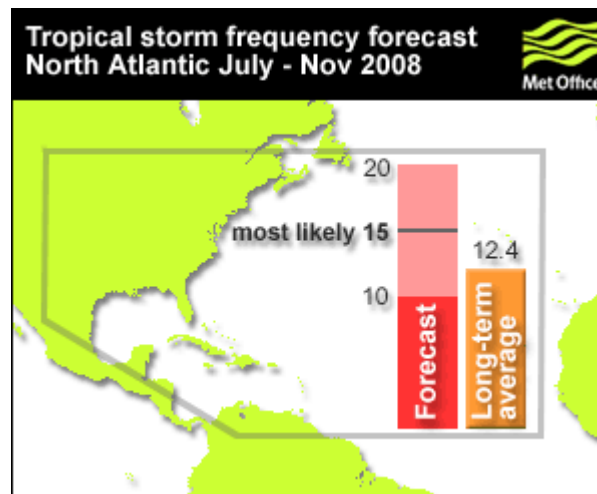 Tropical storm frequency forecast
North Atlantic July - Nov 2008
Met Office
20
most likely 15
12.4
10
Forecast
Long-term
average